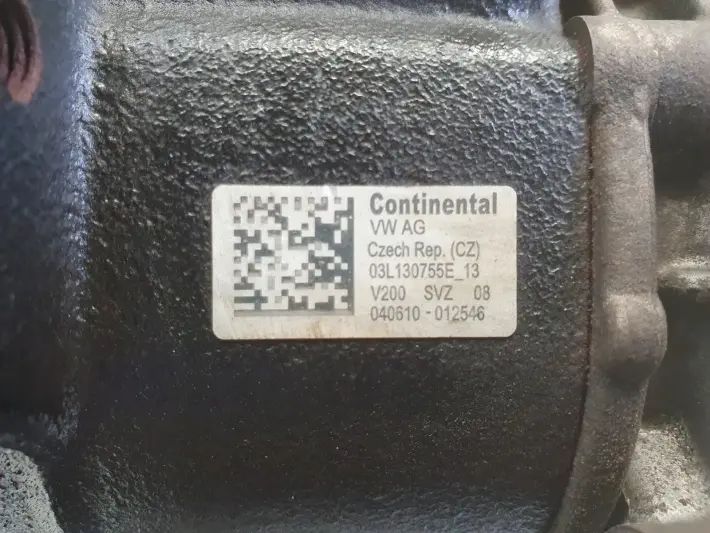 Continental
VW AG
Czech Rep. (CZ)
03L130755E_13
V200 SVZ 08
040610 - 012546